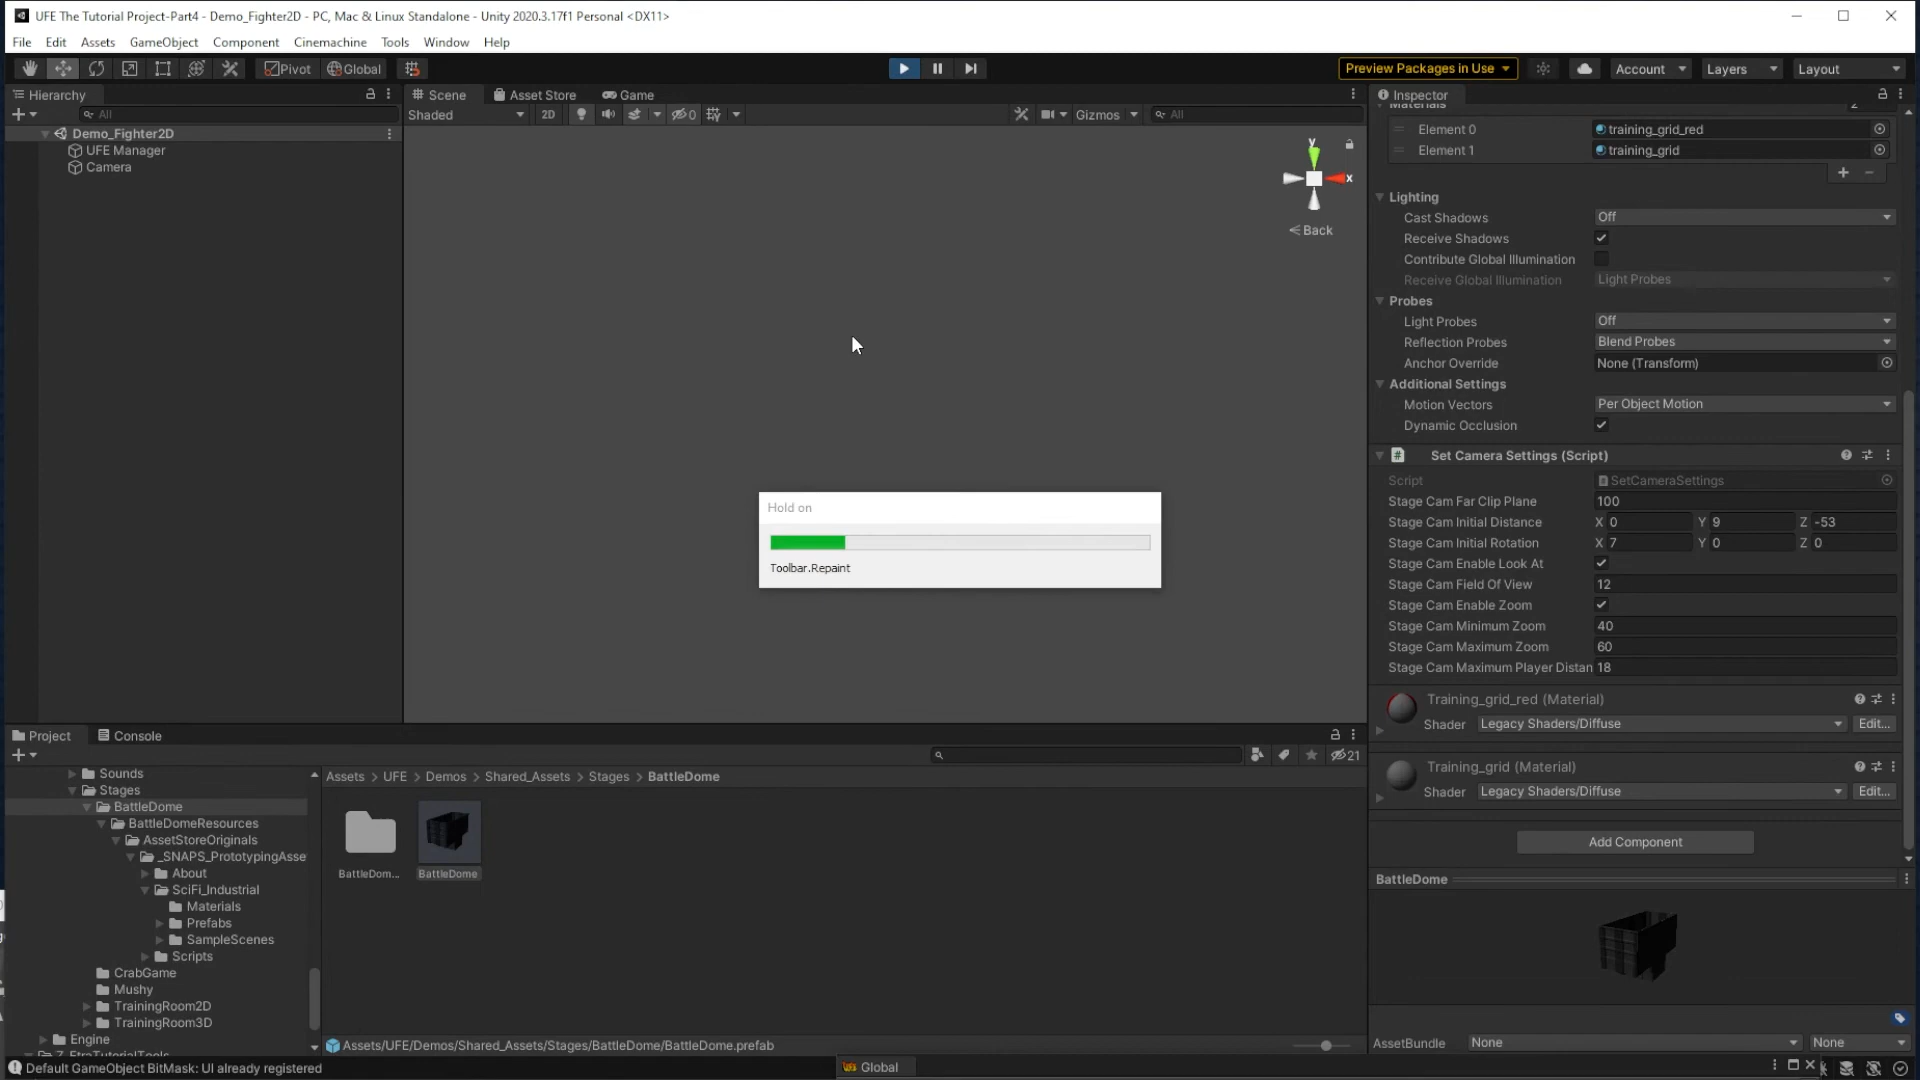 UFE The Tutorial Project-Part4 - Demo_Fighter2D - PC, Mac & Linux Standalone - Unity 2020.3.17f1 Personal <DX11>
File Edit Assets GameObject Component Cinemachine Tools Window Help
Pivot Global Preview Packages in Use Account Layers Layout
Hierarchy
All
Demo_Fighter2D
UFE Manager
Camera
Scene Asset Store Game
Shaded 2D 0 Gizmos All
y
x
Back
Hold on
Toolbar.Repaint
Inspector
Materials 2
Element 0 training_grid_red
Element 1 training_grid
Lighting
Cast Shadows Off
Receive Shadows
Contribute Global Illumination
Receive Global Illumination Light Probes
Probes
Light Probes Off
Reflection Probes Blend Probes
Anchor Override None (Transform)
Additional Settings
Motion Vectors Per Object Motion
Dynamic Occlusion
# Set Camera Settings (Script)
Script SetCameraSettings
Stage Cam Far Clip Plane 100
Stage Cam Initial Distance X 0 Y 9 Z -53
Stage Cam Initial Rotation X 7 Y 0 Z 0
Stage Cam Enable Look At
Stage Cam Field Of View 12
Stage Cam Enable Zoom
Stage Cam Minimum Zoom 40
Stage Cam Maximum Zoom 60
Stage Cam Maximum Player Distan 18
Training_grid_red (Material)
Shader Legacy Shaders/Diffuse Edit...
Training_grid (Material)
Shader Legacy Shaders/Diffuse Edit...
Add Component
BattleDome
AssetBundle None None
Project Console
21
Sounds
Stages
BattleDome
BattleDomeResources
AssetStoreOriginals
_SNAPS_PrototypingAsse
About
SciFi_Industrial
Materials
Prefabs
SampleScenes
Scripts
CrabGame
Mushy
TrainingRoom2D
TrainingRoom3D
Engine
Assets > UFE > Demos > Shared_Assets > Stages > BattleDome
BattleDom... BattleDome
Assets/UFE/Demos/Shared_Assets/Stages/BattleDome/BattleDome.prefab
Default GameObject BitMask: UI already registered
Global